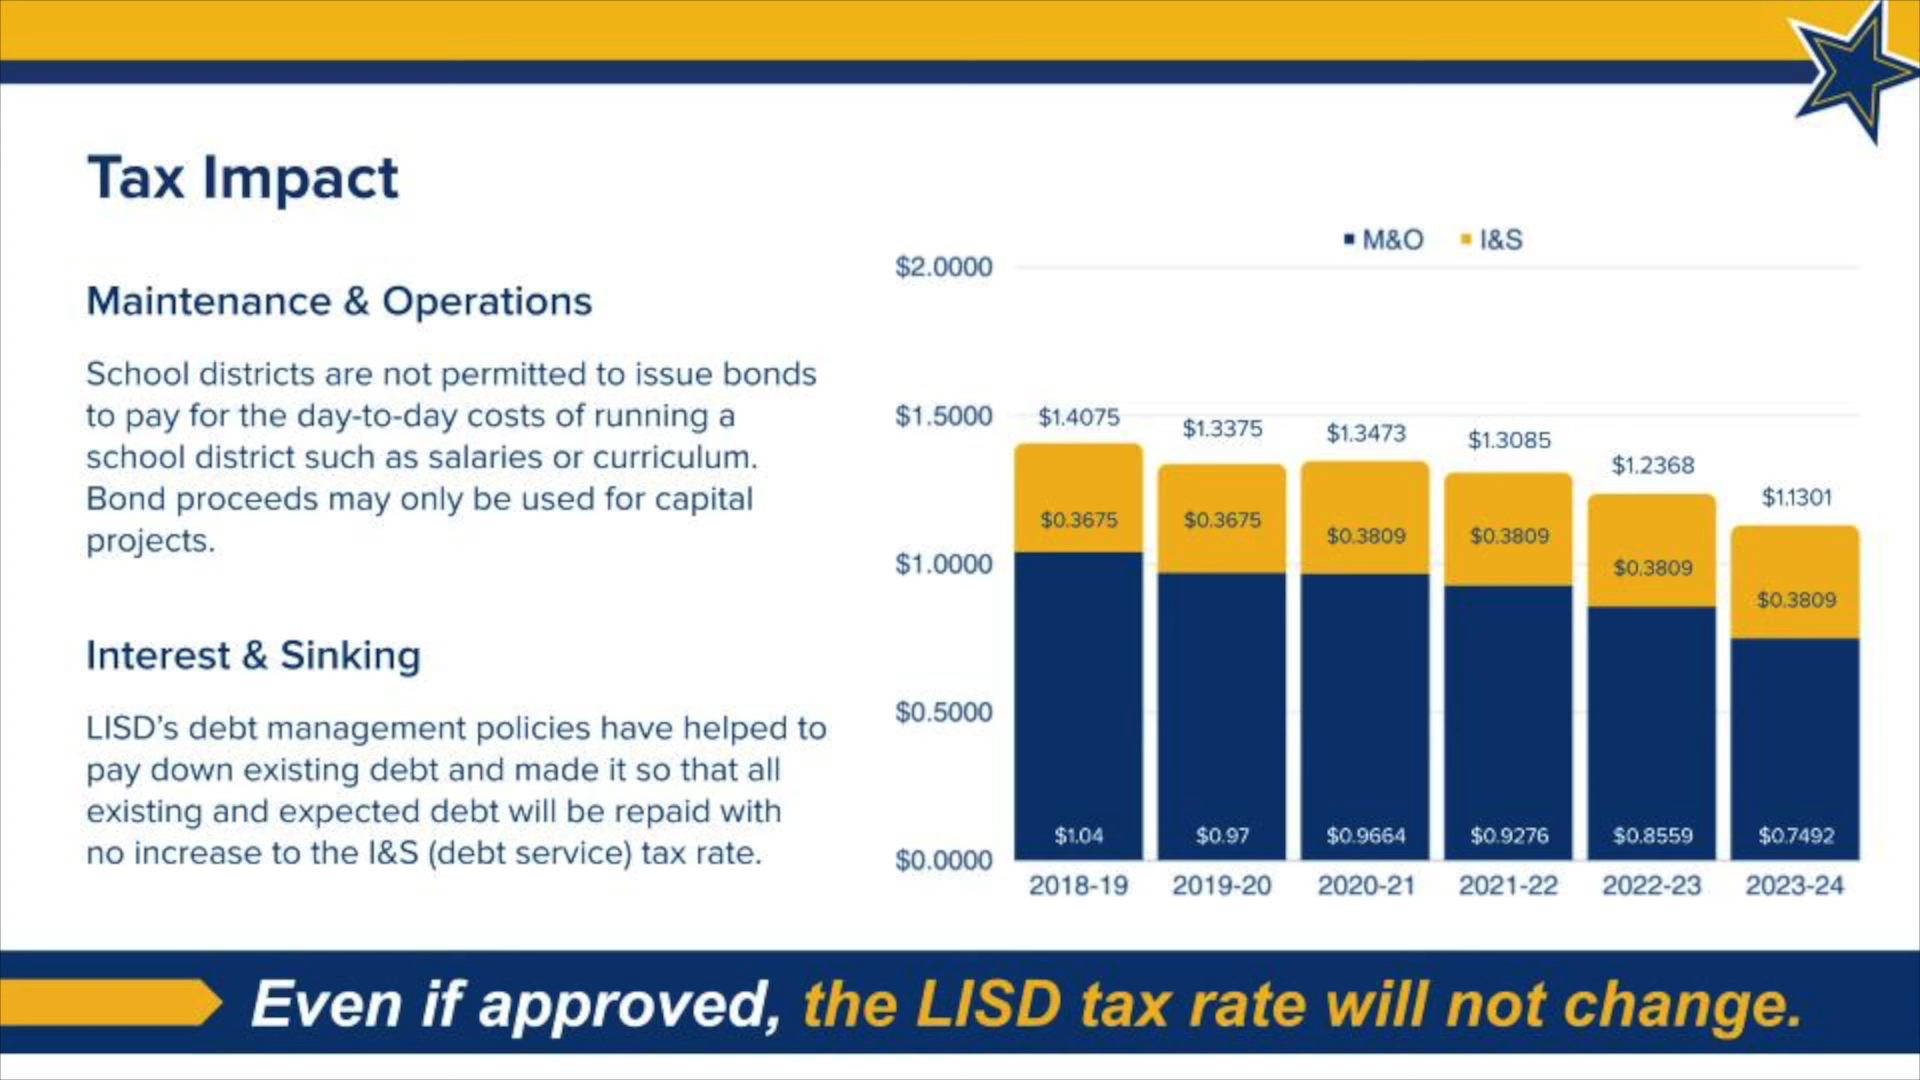 Tax Impact
Maintenance & Operations
School districts are not permitted to issue bonds
to pay for the day-to-day costs of running a
school district such as salaries or curriculum.
Bond proceeds may only be used for capital
projects.
Interest & Sinking
LISD's debt management policies have helped to
pay down existing debt and made it so that all
existing and expected debt will be repaid with
no increase to the I&S (debt service) tax rate.
M&O I&S
$2.0000
$1.5000
$1.0000
$0.5000
$0.0000
$1.4075 $1.3375 $1.3473 $1.3085 $1.2368 $1.1301
$0.3675 $0.3675 $0.3809 $0.3809 $0.3809 $0.3809
$1.04 $0.97 $0.9664 $0.9276 $0.8559 $0.7492
2018-19 2019-20 2020-21 2021-22 2022-23 2023-24
Even if approved, the LISD tax rate will not change.